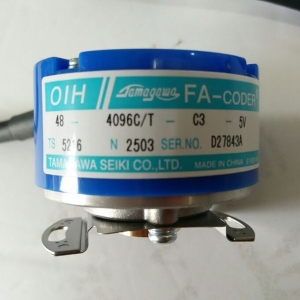 OIH Tamagawa FA-CODER
48 - 4096C/T - C3 - 5V
TS 5216 N 2503 SER.NO. D27843A
TAMAGAWA SEIKI CO.,LTD. MADE IN CHINA